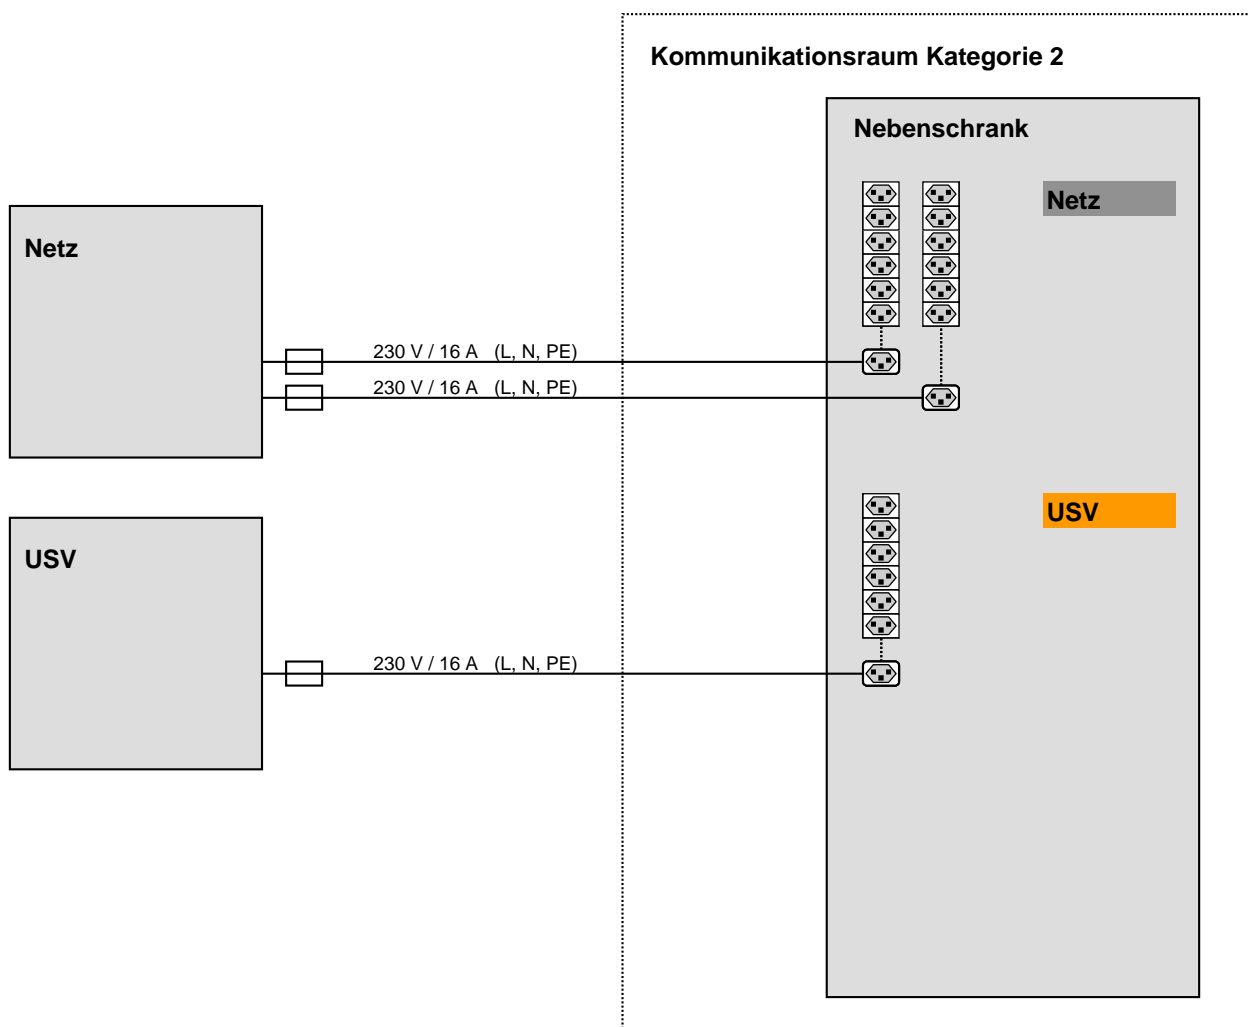 Kommunikationsraum Kategorie 2
Nebenschrank
Netz
Netz
230 V / 16 A (L, N, PE)
230 V / 16 A (L, N, PE)
USV
USV
230 V / 16 A (L, N, PE)